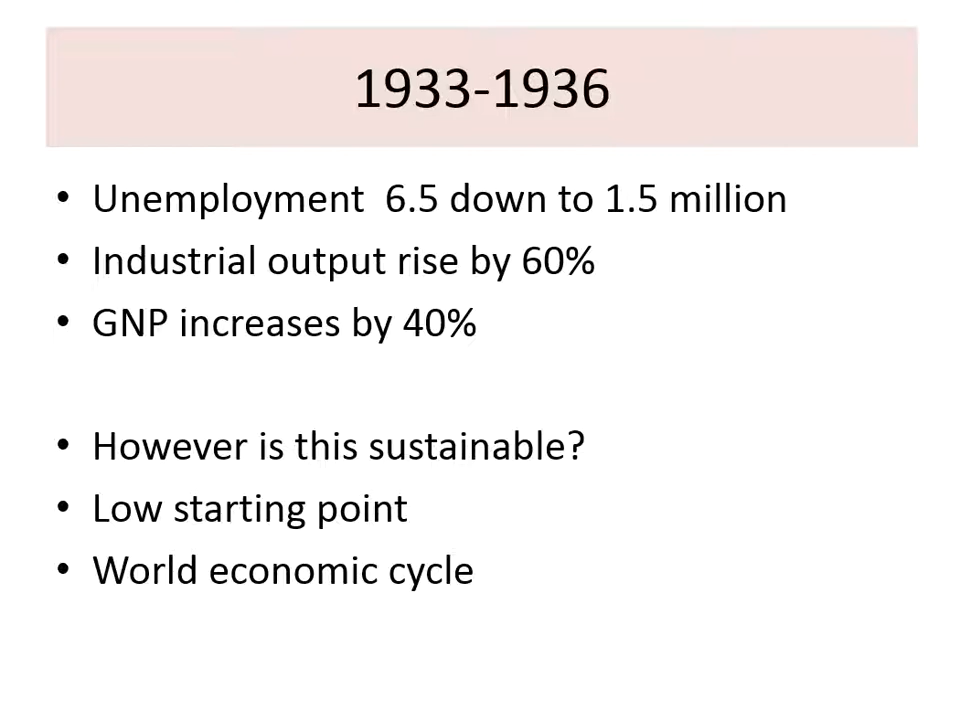 1933-1936
• Unemployment  6.5 down to 1.5 million
• Industrial output rise by 60%
• GNP increases by 40%
• However is this sustainable?
• Low starting point
• World economic cycle